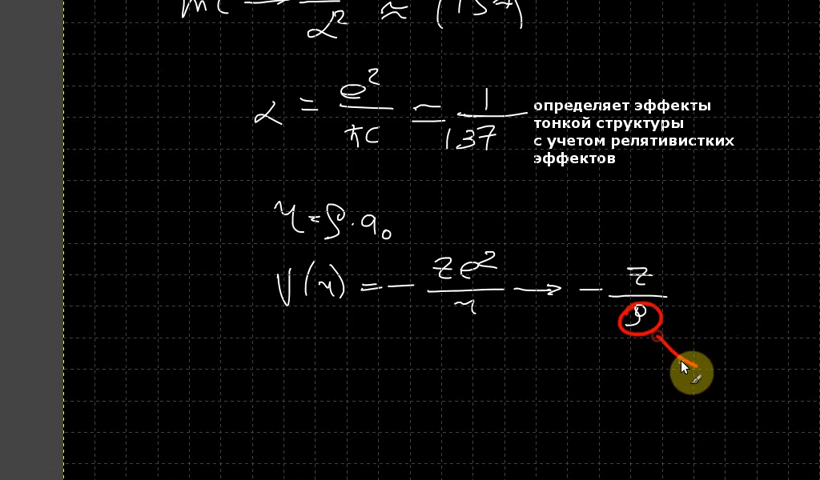 α = e²/ħc ≈ 1/137
определяет эффекты
тонкой структуры
с учетом релятивистких
эффектов
r = ρ·a₀
V(r) = - Ze²/r → - Z/ρ